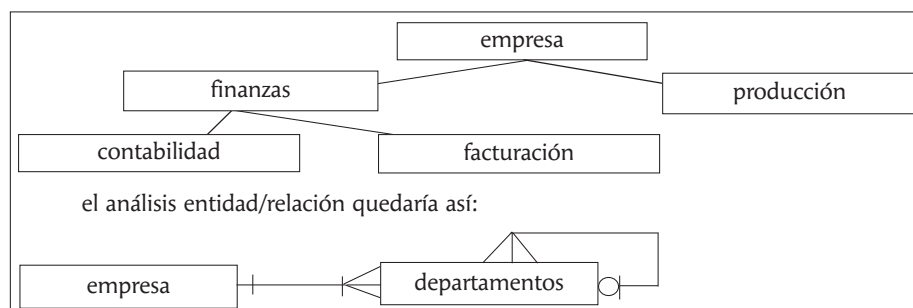 empresa
finanzas
producción
contabilidad
facturación
el análisis entidad/relación quedaría así:
empresa
departamentos